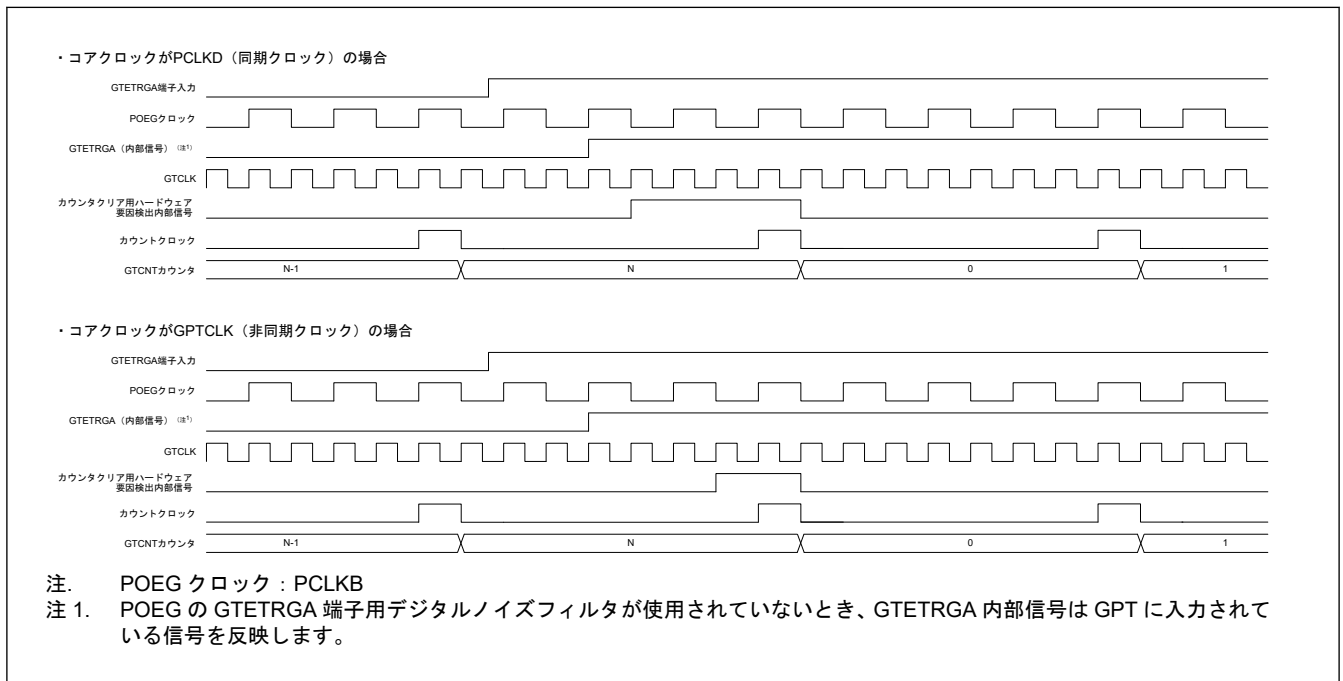 ・コアクロックがPCLKD（同期クロック）の場合
GTETRGA端子入力
POEGクロック
GTETRGA（内部信号）（注1）
GTCLK
カウンタクリア用ハードウェア
要因検出内部信号
カウントクロック
GTCNTカウンタ N-1 N 0 1
・コアクロックがGPTCLK（非同期クロック）の場合
GTETRGA端子入力
POEGクロック
GTETRGA（内部信号）（注1）
GTCLK
カウンタクリア用ハードウェア
要因検出内部信号
カウントクロック
GTCNTカウンタ N-1 N 0 1
注. POEG クロック：PCLKB
注 1. POEG の GTETRGA 端子用デジタルノイズフィルタが使用されていないとき、GTETRGA 内部信号は GPT に入力されて
いる信号を反映します。